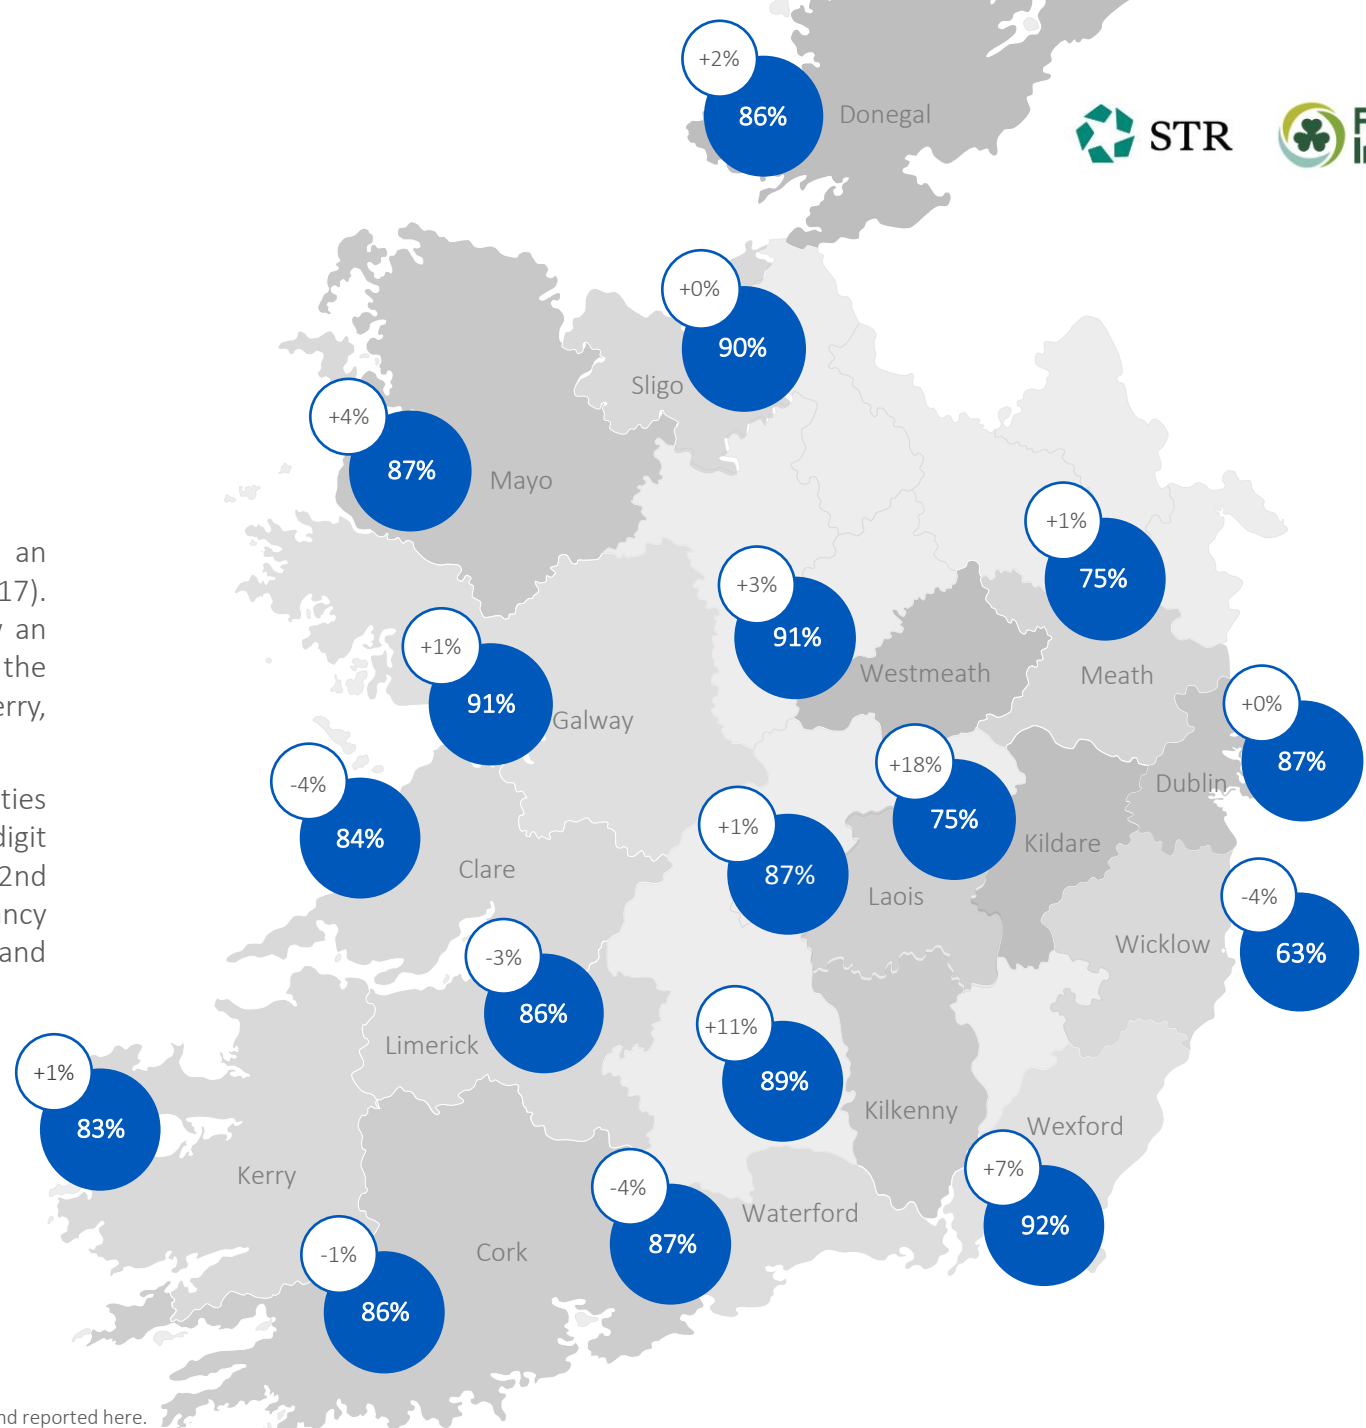 +2%
86%
Donegal
STR
+0%
90%
Sligo
+4%
87%
Mayo
+1%
75%
Meath
an
17).
an
the
erry,
+3%
91%
Westmeath
+1%
91%
Galway
+0%
87%
Dublin
-4%
84%
Clare
+18%
75%
Kildare
+1%
87%
Laois
ties
digit
2nd
ancy
and
-4%
63%
Wicklow
-3%
86%
Limerick
+11%
89%
Kilkenny
+1%
83%
Kerry
Wexford
+7%
92%
-4%
87%
Waterford
-1%
86%
Cork
nd reported here.